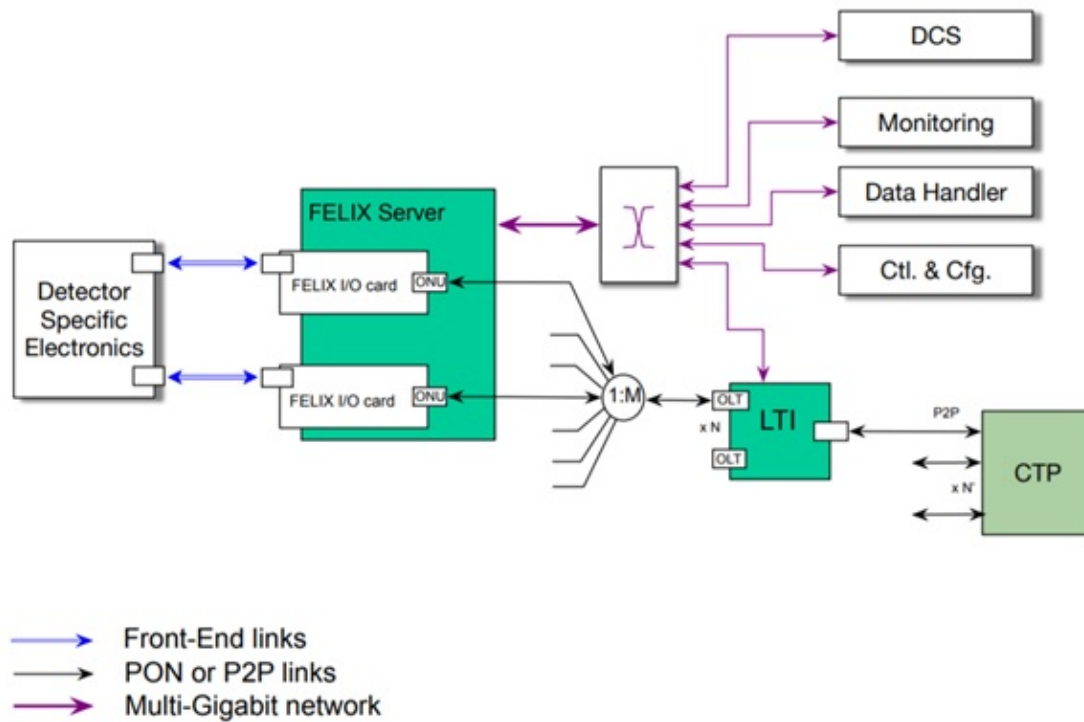 DCS
Monitoring
Data Handler
Ctl. & Cfg.
FELIX Server
FELIX I/O card
ONU
FELIX I/O card
ONU
Detector
Specific
Electronics
1:M
OLT
x N
OLT
LTI
P2P
x N'
CTP
Front-End links
PON or P2P links
Multi-Gigabit network